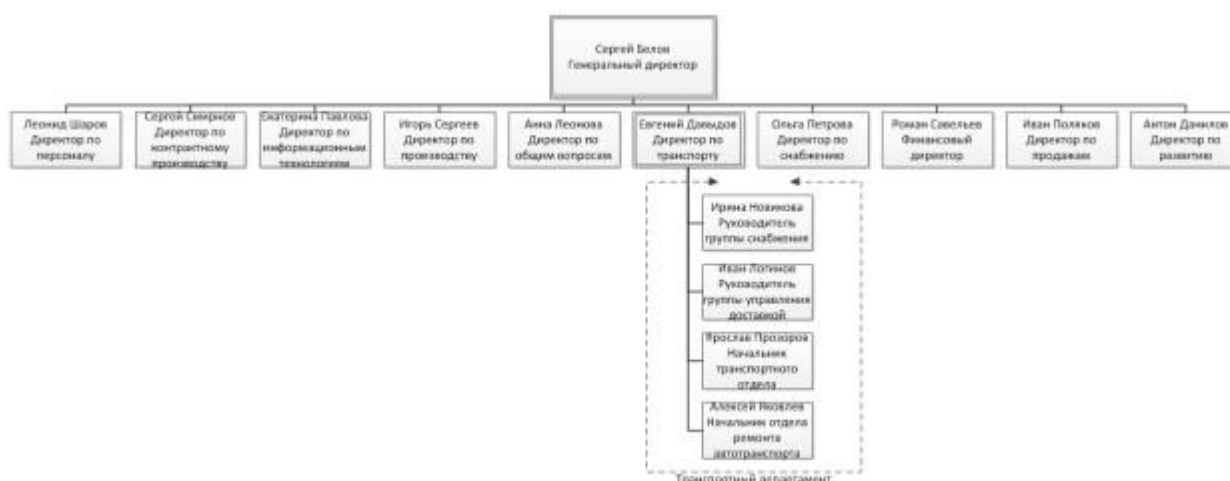 Сергей Белов
Генеральный директор
Леонид Шаров
Директор по
персоналу
Сергей Смирнов
Директор по
контрактному
производству
Екатерина Павлова
Директор по
информационным
технологиям
Игорь Сергеев
Директор по
производству
Анна Леонова
Директор по
общим вопросам
Евгений Давыдов
Директор по
транспорту
Ольга Петрова
Директор по
снабжению
Роман Савельев
Финансовый
директор
Иван Поляков
Директор по
продажам
Антон Данилов
Директор по
развитию
Ирина Новикова
Руководитель
группы снабжения
Иван Логинов
Руководитель
группы управления
доставкой
Ярослав Прозоров
Начальник
транспортного
отдела
Алексей Яковлев
Начальник отдела
ремонта
автотранспорта
Транспортный департамент